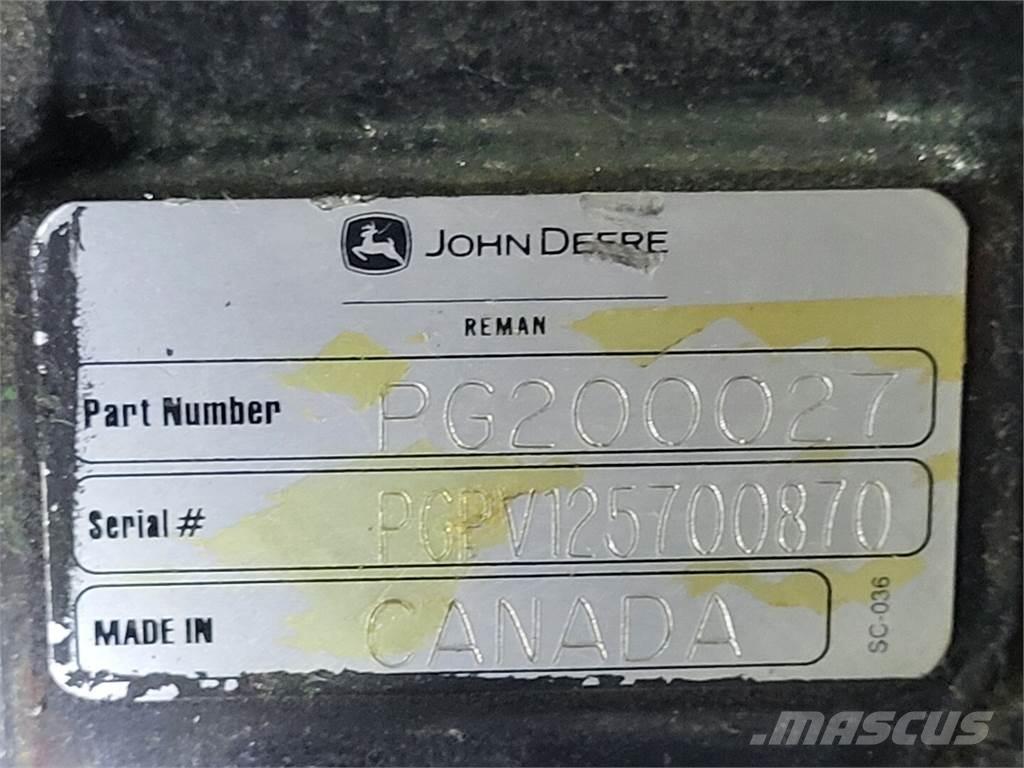 JOHN DEERE
REMAN
Part Number PG200027
Serial # PGPV125700870
MADE IN CANADA
SC-036
MASCUS